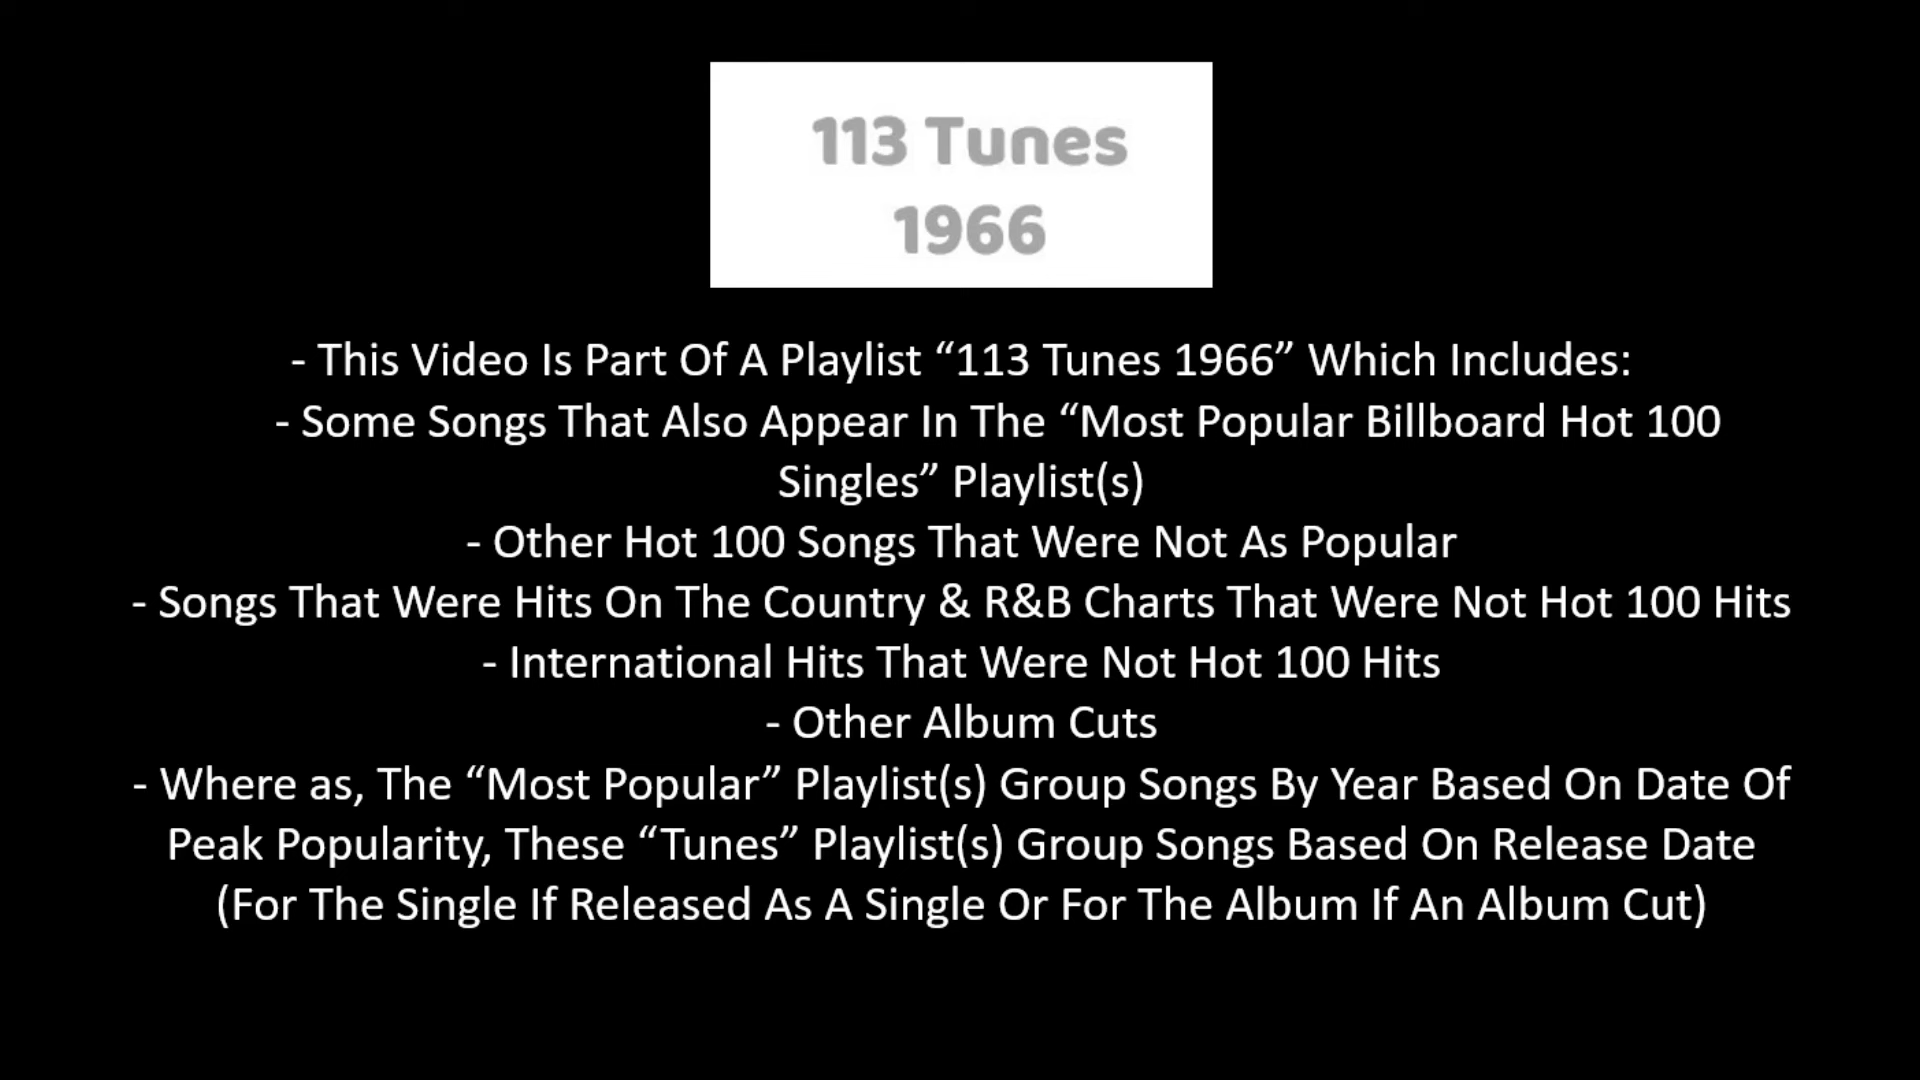 113 Tunes
1966
- This Video Is Part Of A Playlist “113 Tunes 1966” Which Includes:
- Some Songs That Also Appear In The “Most Popular Billboard Hot 100
Singles” Playlist(s)
- Other Hot 100 Songs That Were Not As Popular
- Songs That Were Hits On The Country & R&B Charts That Were Not Hot 100 Hits
- International Hits That Were Not Hot 100 Hits
- Other Album Cuts
- Where as, The “Most Popular” Playlist(s) Group Songs By Year Based On Date Of
Peak Popularity, These “Tunes” Playlist(s) Group Songs Based On Release Date
(For The Single If Released As A Single Or For The Album If An Album Cut)